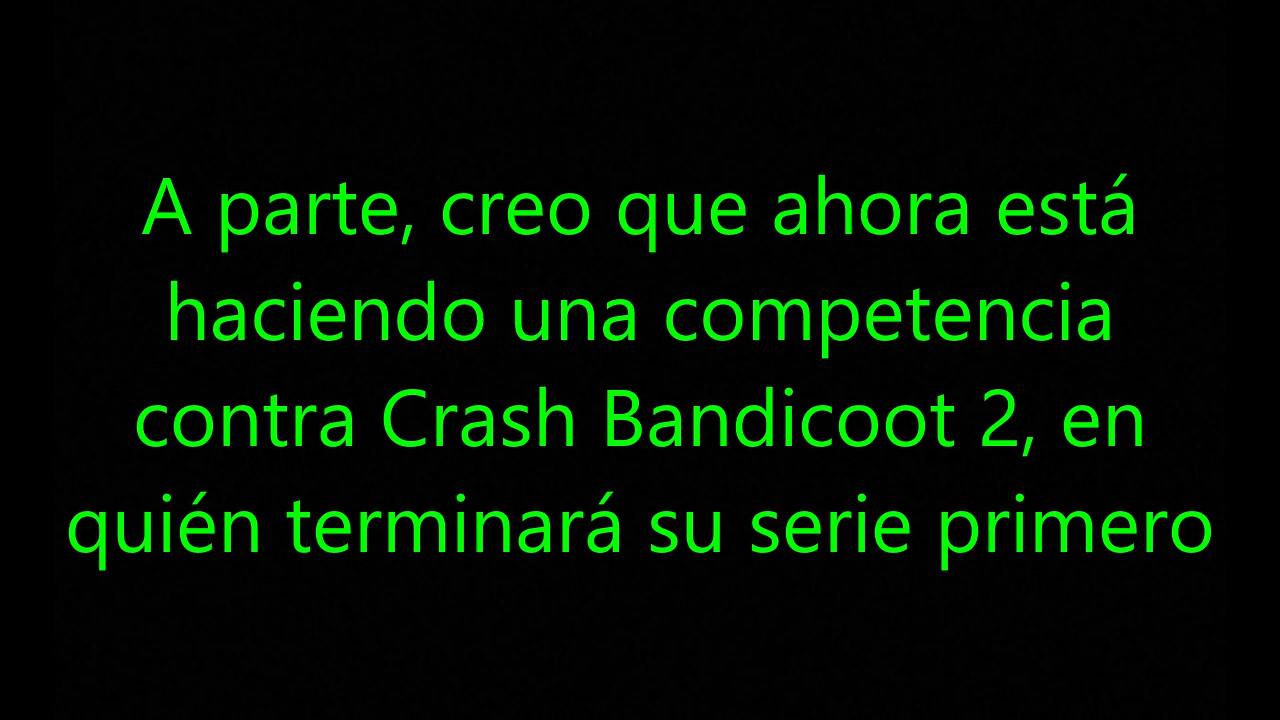 A parte, creo que ahora está
haciendo una competencia
contra Crash Bandicoot 2, en
quién terminará su serie primero